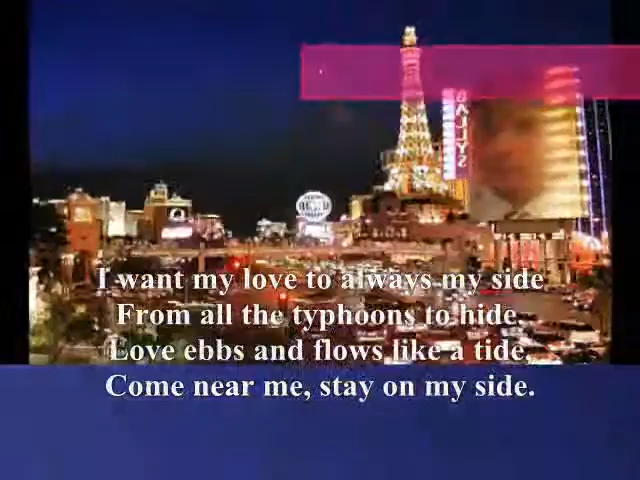 BALLYZ
I want my love to always my side
From all the typhoons to hide,
Love ebbs and flows like a tide,
Come near me, stay on my side.